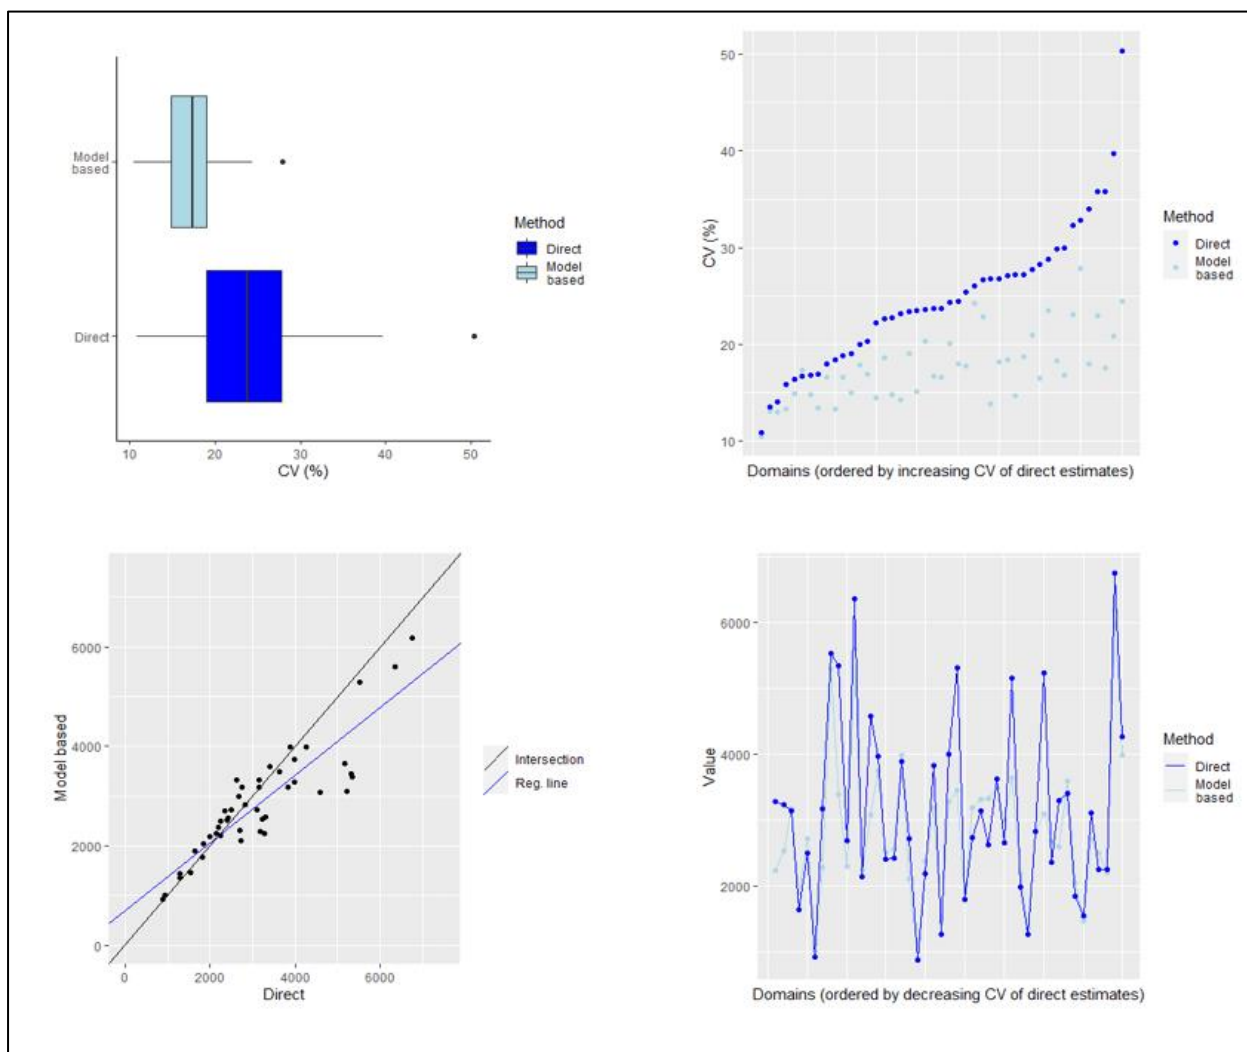 Model
based
Direct
10
20
30
40
50
CV (%)
Method
Direct
Model
based
50
40
30
20
10
CV (%)
Domains (ordered by increasing CV of direct estimates)
Method
Direct
Model
based
6000
4000
2000
0
Model based
0
2000
4000
6000
Direct
Intersection
Reg. line
6000
4000
2000
Value
Domains (ordered by decreasing CV of direct estimates)
Method
Direct
Model
based